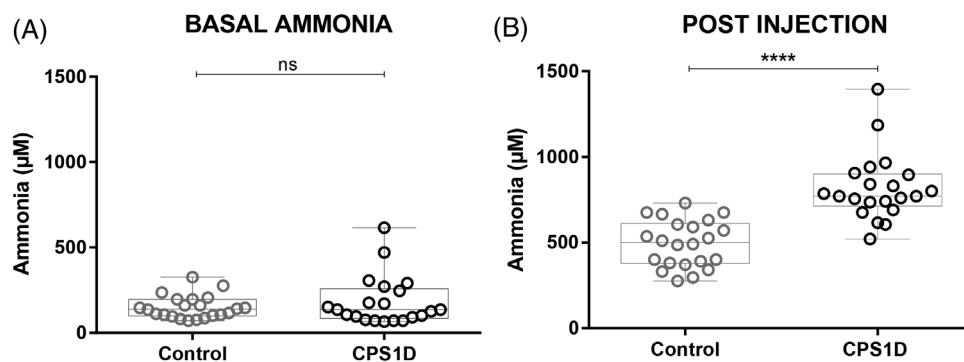 (A)
BASAL AMMONIA
ns
1500
1000
500
0
Ammonia (µM)
Control
CPS1D
(B)
POST INJECTION
****
1500
1000
500
0
Ammonia (µM)
Control
CPS1D